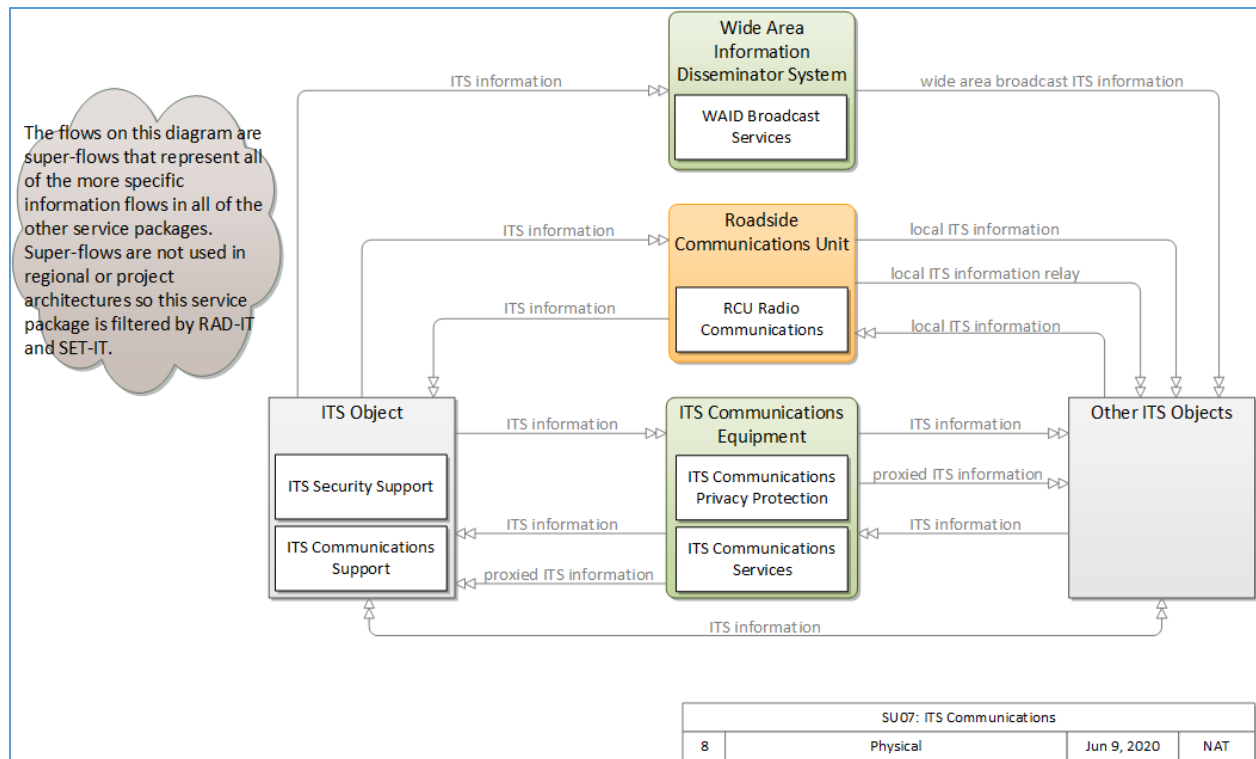 Wide Area
Information
Disseminator System
WAID Broadcast
Services
ITS information
wide area broadcast ITS information
The flows on this diagram are
super-flows that represent all
of the more specific
information flows in all of the
other service packages.
Super-flows are not used in
regional or project
architectures so this service
package is filtered by RAD-IT
and SET-IT.
Roadside
Communications Unit
RCU Radio
Communications
ITS information
ITS information
local ITS information
local ITS information relay
local ITS information
ITS Object
ITS Security Support
ITS Communications
Support
ITS information
ITS information
proxied ITS information
ITS Communications
Equipment
ITS Communications
Privacy Protection
ITS Communications
Services
ITS information
proxied ITS information
ITS information
Other ITS Objects
ITS information
SU07: ITS Communications
8 Physical Jun 9, 2020 NAT